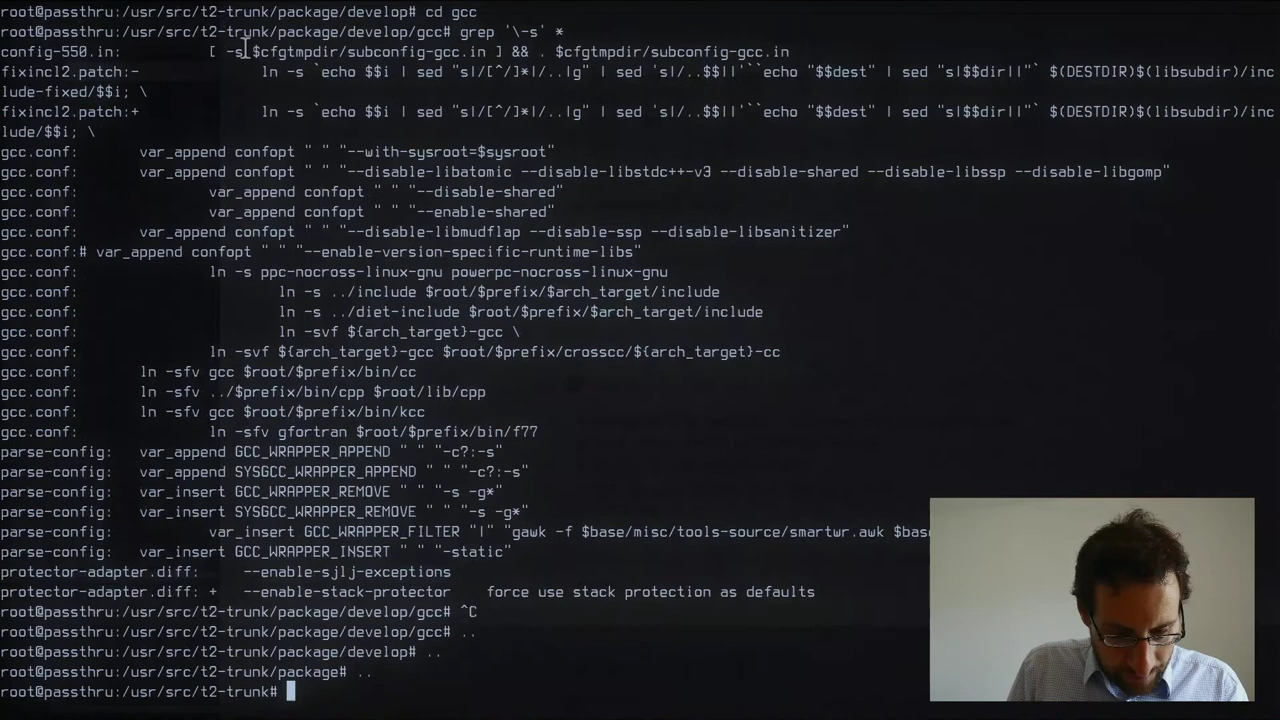 root@passthru:/usr/src/t2-trunk/package/develop# cd gcc
root@passthru:/usr/src/t2-trunk/package/develop/gcc# grep '\-s' *
config-550.in:           [ -s $cfgtmpdir/subconfig-gcc.in ] && . $cfgtmpdir/subconfig-gcc.in
fixincl2.patch:-              ln -s `echo $$i | sed "s|/[^/]*|/..|g" | sed 's|/..$$||'``echo "$$dest" | sed "s|$$dir||"` $(DESTDIR)$(libsubdir)/inc
lude-fixed/$$i; \
fixincl2.patch:+              ln -s `echo $$i | sed "s|/[^/]*|/..|g" | sed 's|/..$$||'``echo "$$dest" | sed "s|$$dir||"` $(DESTDIR)$(libsubdir)/inc
lude/$$i; \
gcc.conf:       var_append confopt " " "--with-sysroot=$sysroot"
gcc.conf:       var_append confopt " " "--disable-libatomic --disable-libstdc++-v3 --disable-shared --disable-libssp --disable-libgomp"
gcc.conf:               var_append confopt " " "--disable-shared"
gcc.conf:               var_append confopt " " "--enable-shared"
gcc.conf:               var_append confopt " " "--disable-libmudflap --disable-ssp --disable-libsanitizer"
gcc.conf:# var_append confopt " " "--enable-version-specific-runtime-libs"
gcc.conf:               ln -s ppc-nocross-linux-gnu powerpc-nocross-linux-gnu
gcc.conf:                       ln -s ../include $root/$prefix/$arch_target/include
gcc.conf:                       ln -s ../diet-include $root/$prefix/$arch_target/include
gcc.conf:                       ln -svf ${arch_target}-gcc \
gcc.conf:               ln -svf ${arch_target}-gcc $root/$prefix/crosscc/${arch_target}-cc
gcc.conf:       ln -sfv gcc $root/$prefix/bin/cc
gcc.conf:       ln -sfv ../$prefix/bin/cpp $root/lib/cpp
gcc.conf:       ln -sfv gcc $root/$prefix/bin/kcc
gcc.conf:               ln -sfv gfortran $root/$prefix/bin/f77
parse-config:   var_append GCC_WRAPPER_APPEND " " "-c?:-s"
parse-config:   var_append SYSGCC_WRAPPER_APPEND " " "-c?:-s"
parse-config:   var_insert GCC_WRAPPER_REMOVE " " "-s -g*"
parse-config:   var_insert SYSGCC_WRAPPER_REMOVE " " "-s -g*"
parse-config:           var_insert GCC_WRAPPER_FILTER "|" "gawk -f $base/misc/tools-source/smartwr.awk $bas
parse-config:   var_insert GCC_WRAPPER_INSERT " " "-static"
protector-adapter.diff:     --enable-sjlj-exceptions
protector-adapter.diff: +   --enable-stack-protector    force use stack protection as defaults
root@passthru:/usr/src/t2-trunk/package/develop/gcc# ^C
root@passthru:/usr/src/t2-trunk/package/develop/gcc# ..
root@passthru:/usr/src/t2-trunk/package/develop# ..
root@passthru:/usr/src/t2-trunk/package# ..
root@passthru:/usr/src/t2-trunk#